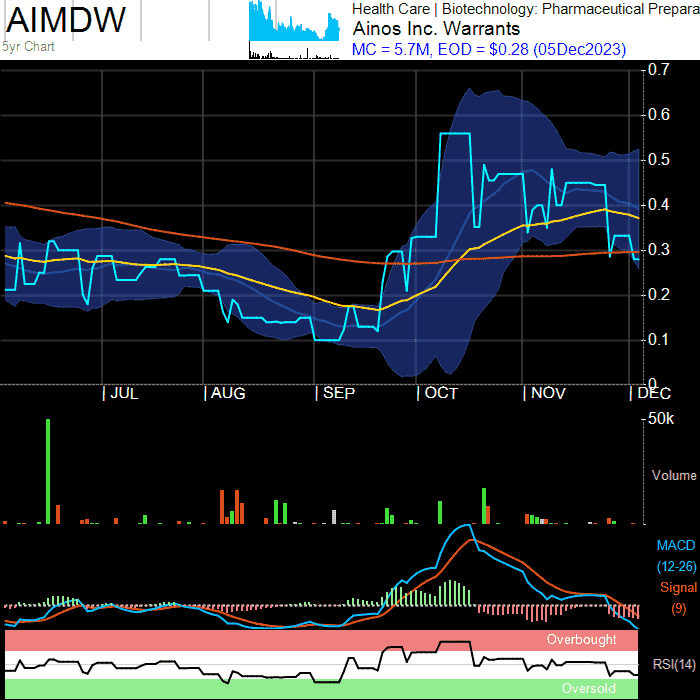 AIMDW
5yr Chart
Health Care | Biotechnology: Pharmaceutical Prepara
Ainos Inc. Warrants
MC = 5.7M, EOD = $0.28 (05Dec2023)
0.7
0.6
0.5
0.4
0.3
0.2
0.1
0
JUL
AUG
SEP
OCT
NOV
DEC
50k
Volume
MACD
(12-26)
Signal
(9)
Overbought
RSI(14)
Oversold